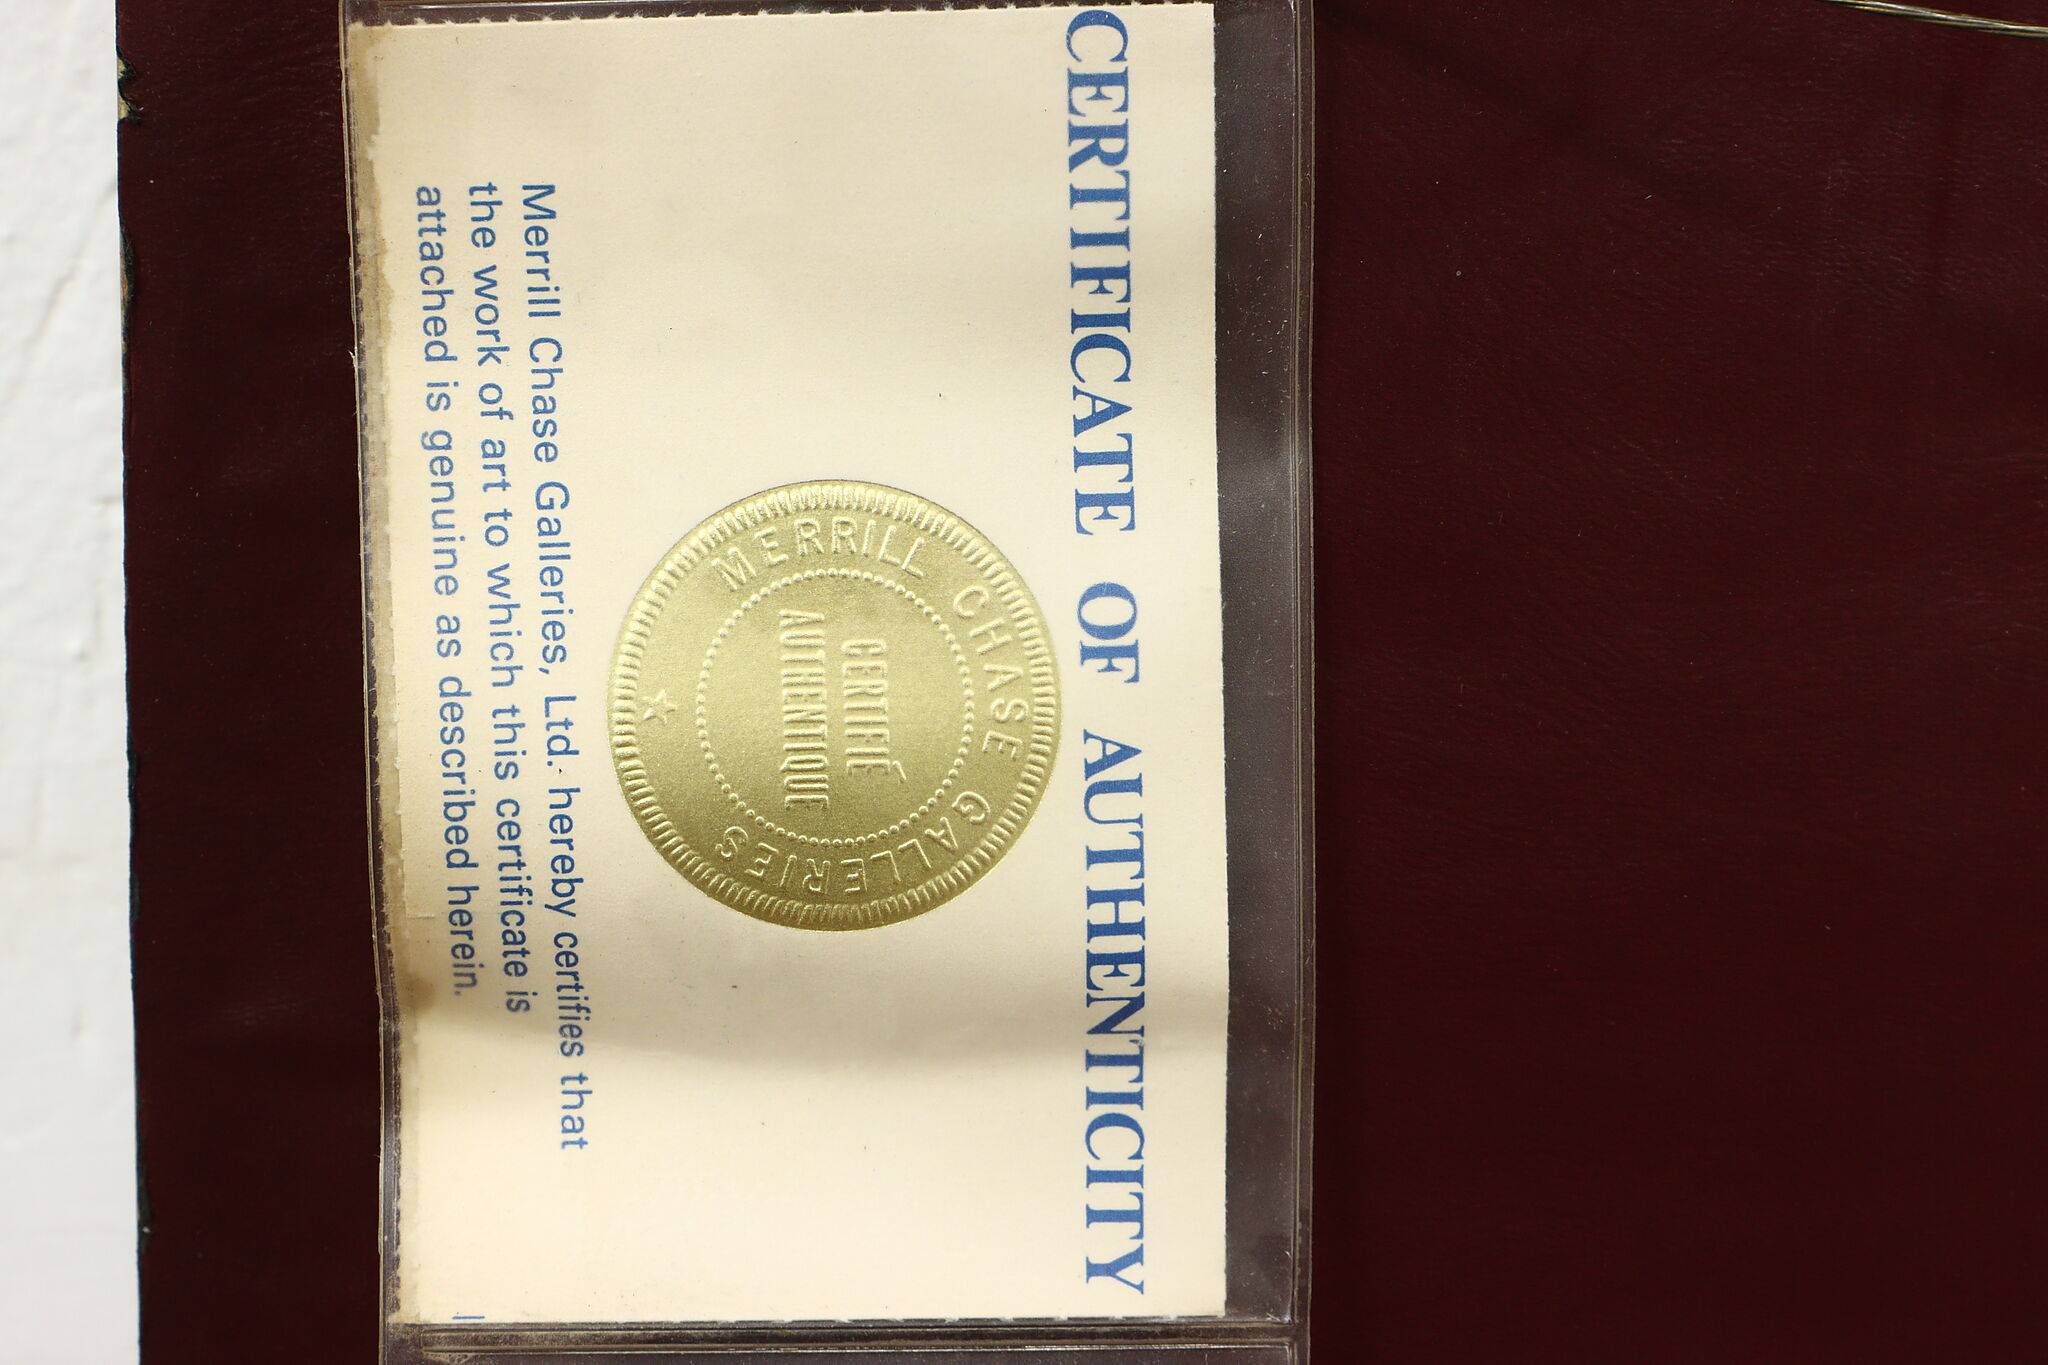 CERTIFICATE OF AUTHENTICITY
MERRILL CHASE GALLERIES
CERTIFIÉ
AUTHENTIQUE
Merrill Chase Galleries, Ltd. hereby certifies that
the work of art to which this certificate is
attached is genuine as described herein.